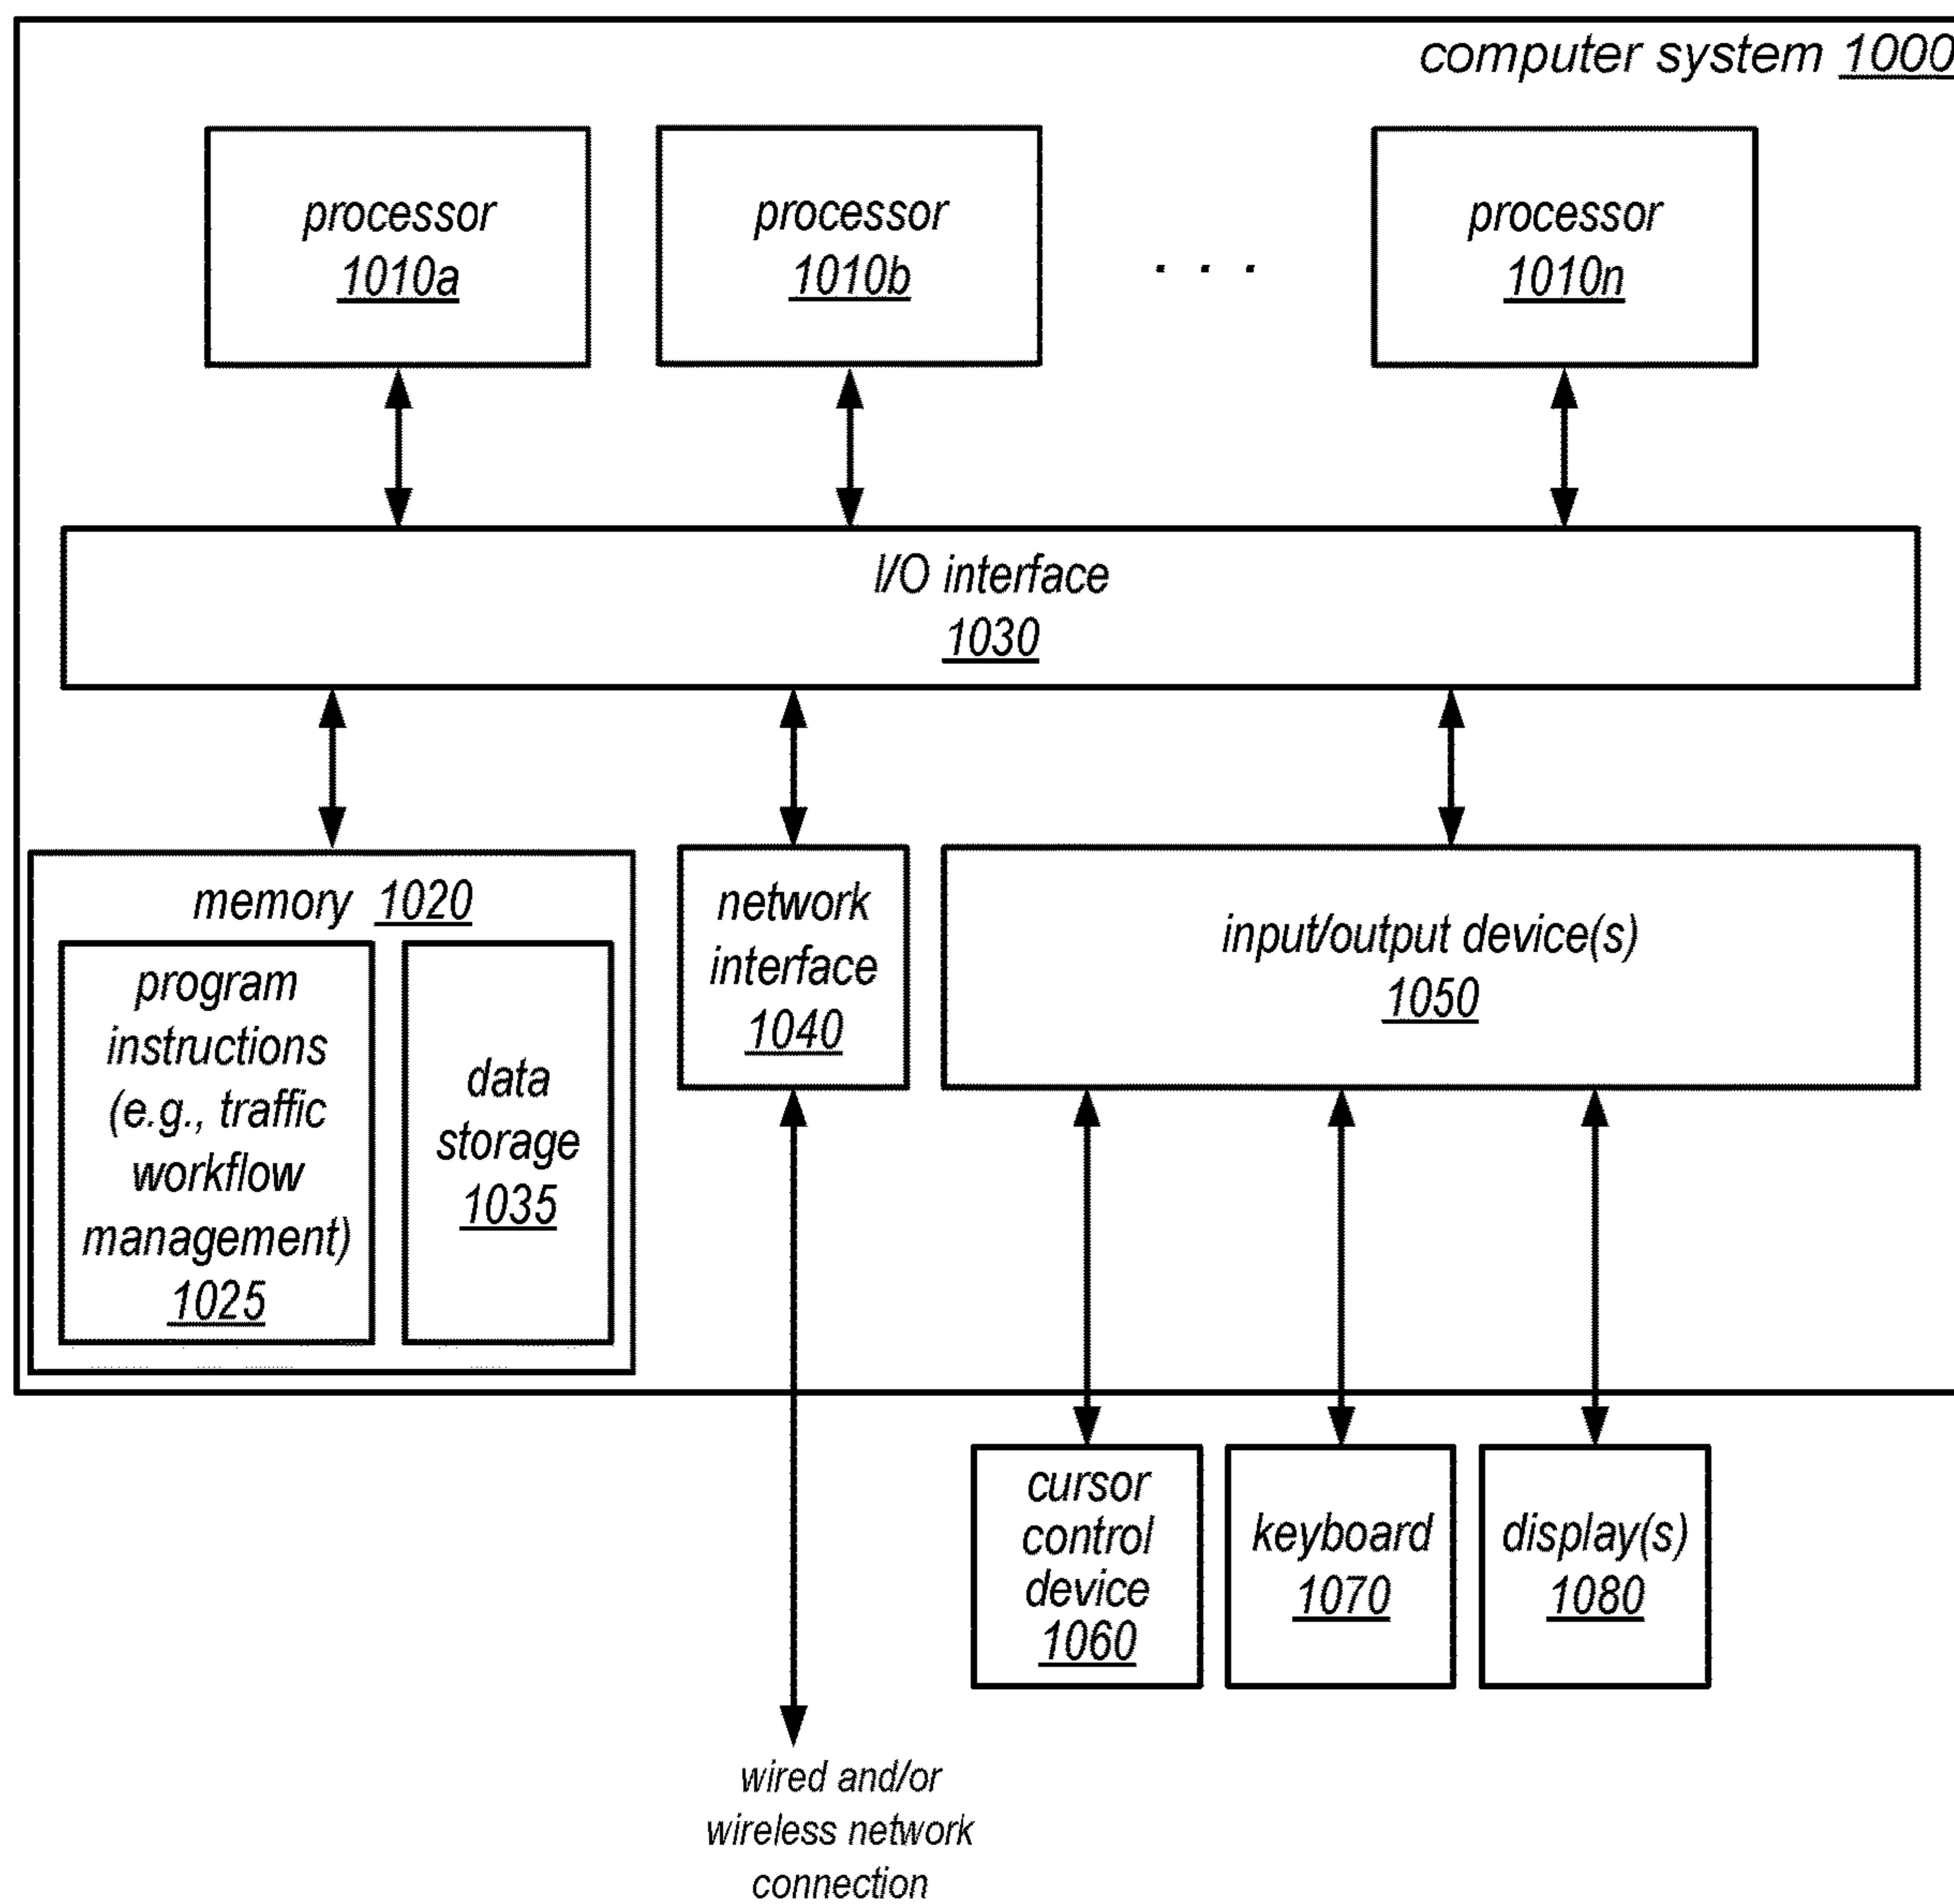 computer system 1000
processor
1010a
processor
1010b
. . .
processor
1010n
I/O interface
1030
memory 1020
program
instructions
(e.g., traffic
workflow
management)
1025
data
storage
1035
network
interface
1040
input/output device(s)
1050
cursor
control
device
1060
keyboard
1070
display(s)
1080
wired and/or
wireless network
connection